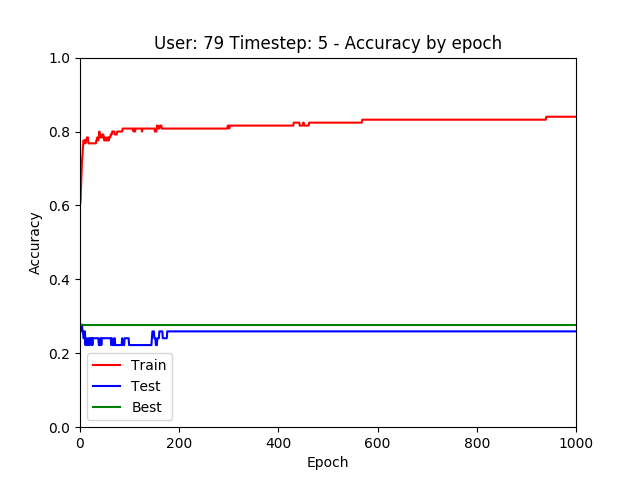 User: 79 Timestep: 5 - Accuracy by epoch
1.0
0.8
0.6
0.4
0.2
0.0
Accuracy
Train
Test
Best
0 200 400 600 800 1000
Epoch